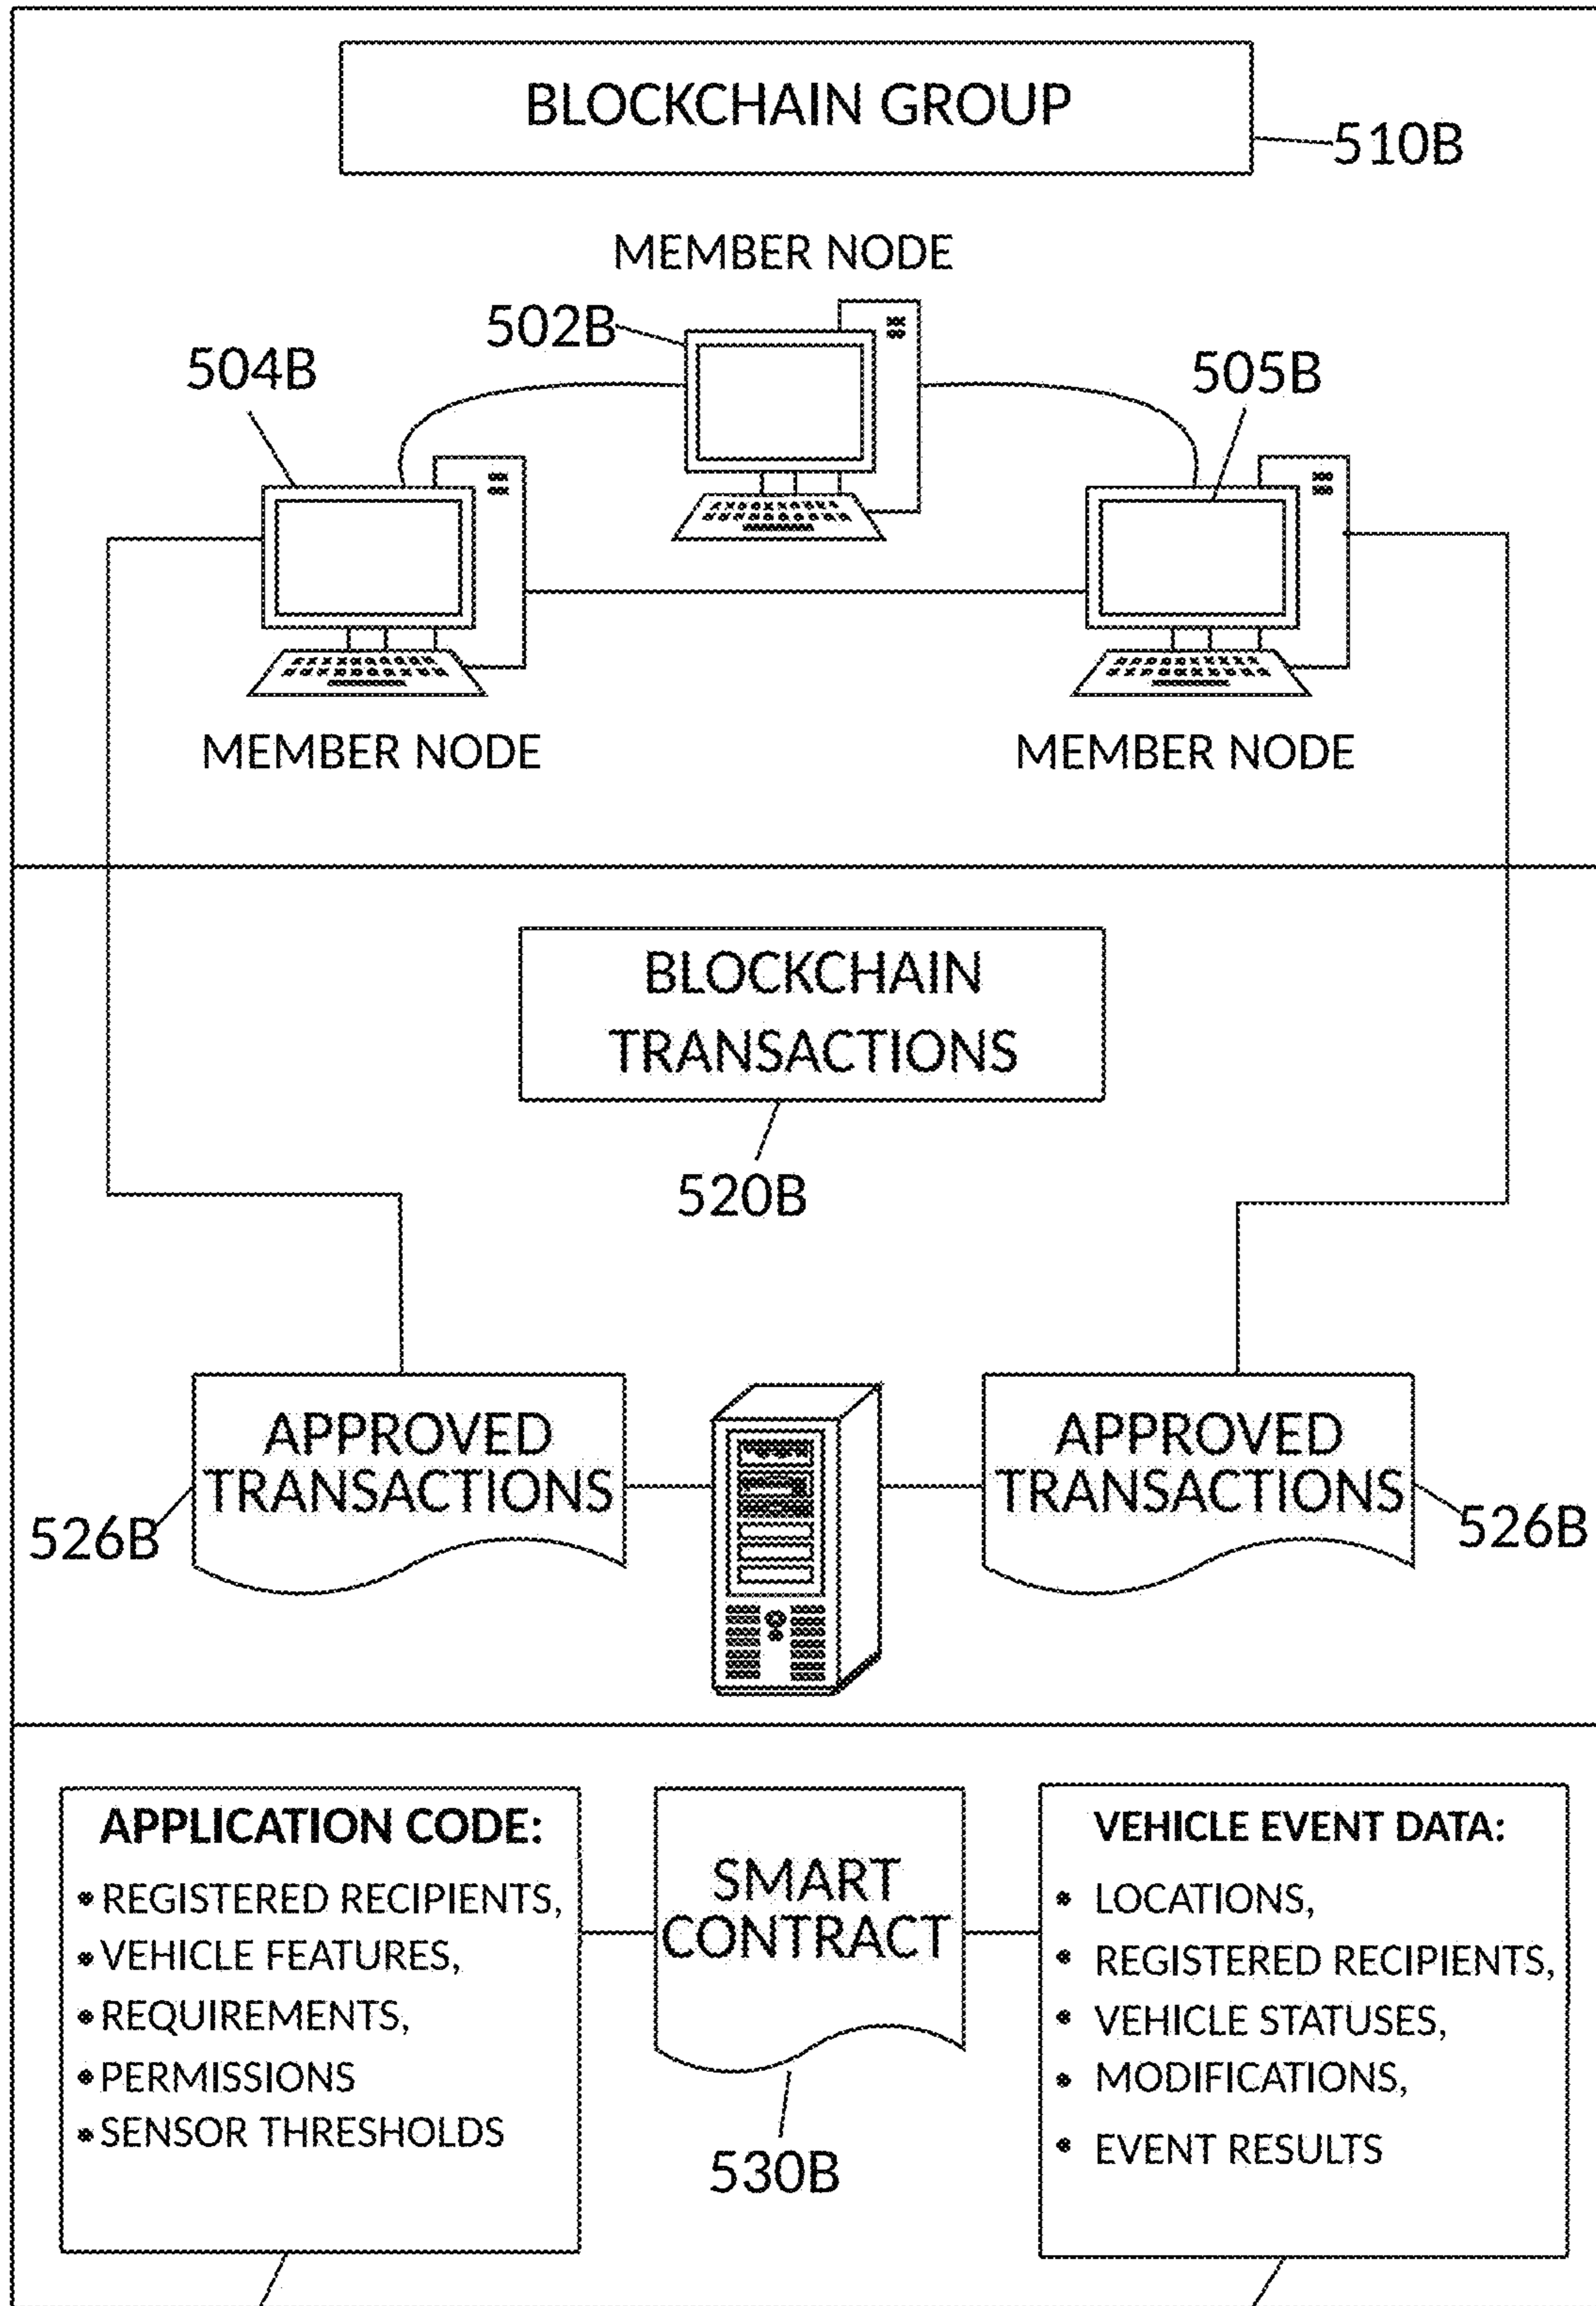 BLOCKCHAIN GROUP
510B
MEMBER NODE
502B
504B
505B
MEMBER NODE
MEMBER NODE
BLOCKCHAIN
TRANSACTIONS
520B
APPROVED
TRANSACTIONS
526B
APPROVED
TRANSACTIONS
526B
APPLICATION CODE:
• REGISTERED RECIPIENTS,
• VEHICLE FEATURES,
• REQUIREMENTS,
• PERMISSIONS
• SENSOR THRESHOLDS
SMART
CONTRACT
530B
VEHICLE EVENT DATA:
• LOCATIONS,
• REGISTERED RECIPIENTS,
• VEHICLE STATUSES,
• MODIFICATIONS,
• EVENT RESULTS